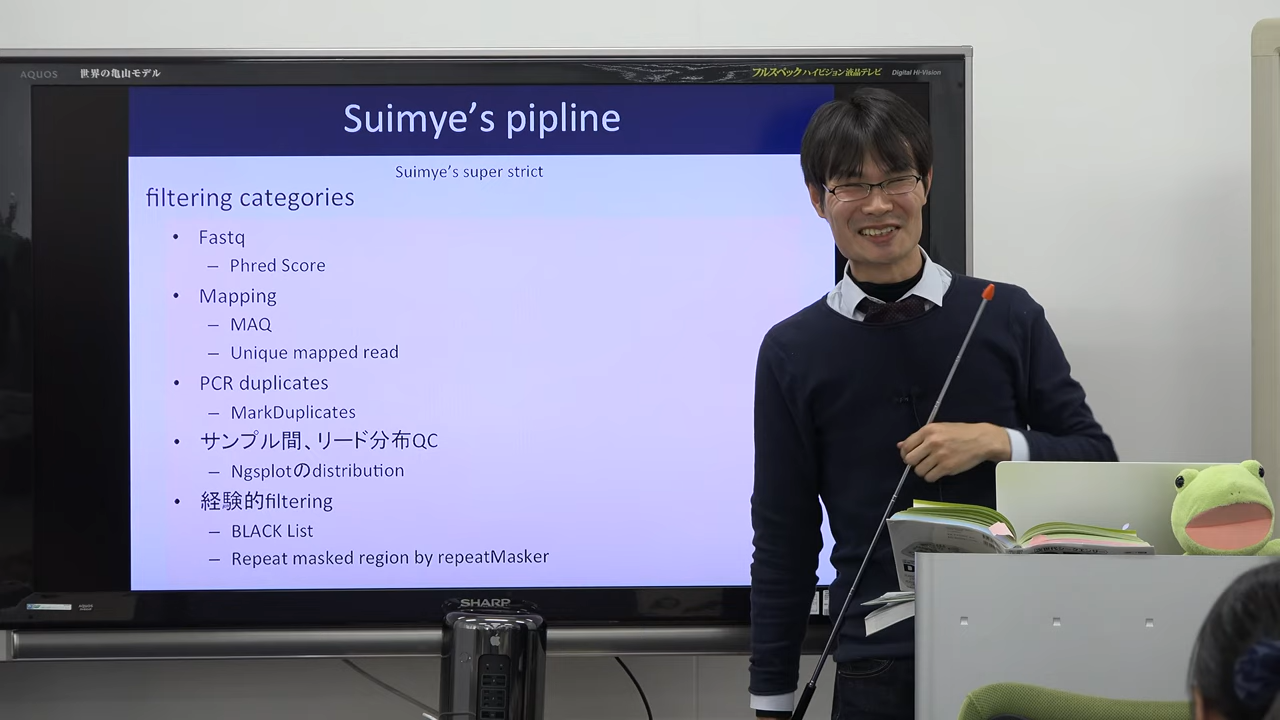 AQUOS 世界の亀山モデル フルスペックハイビジョン液晶テレビ Digital Hi-Vision
Suimye's pipline
Suimye's super strict
filtering categories
• Fastq
– Phred Score
• Mapping
– MAQ
– Unique mapped read
• PCR duplicates
– MarkDuplicates
• サンプル間、リード分布QC
– Ngsplotのdistribution
• 経験的filtering
– BLACK List
– Repeat masked region by repeatMasker
SHARP